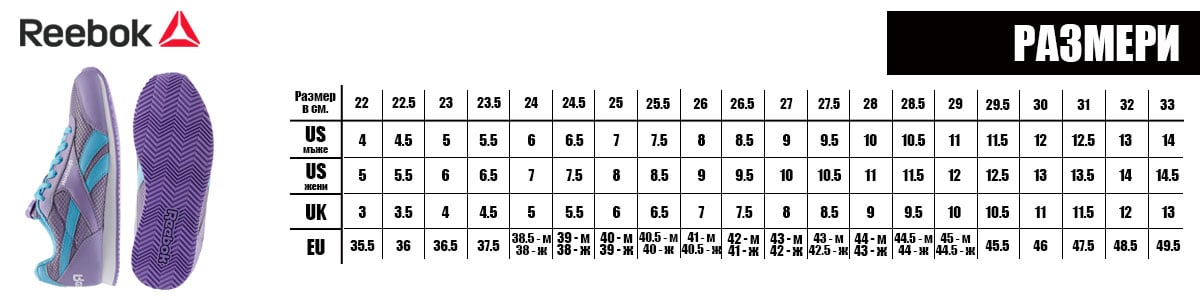 Reebok
РАЗМЕРИ
Размер в см. 22 22.5 23 23.5 24 24.5 25 25.5 26 26.5 27 27.5 28 28.5 29 29.5 30 31 32 33
US мъже 4 4.5 5 5.5 6 6.5 7 7.5 8 8.5 9 9.5 10 10.5 11 11.5 12 12.5 13 14
US жени 5 5.5 6 6.5 7 7.5 8 8.5 9 9.5 10 10.5 11 11.5 12 12.5 13 13.5 14 14.5
UK 3 3.5 4 4.5 5 5.5 6 6.5 7 7.5 8 8.5 9 9.5 10 10.5 11 11.5 12 13
EU 35.5 36 36.5 37.5 38.5 - м 38 - ж 39 - м 38 - ж 40 - м 39 - ж 40.5 - м 40 - ж 41 - м 40.5 - ж 42 - м 41 - ж 43 - м 42 - ж 43 - м 42.5 - ж 44 - м 43 - ж 44.5 - м 44 - ж 45 - м 44.5 - ж 45.5 46 47.5 48.5 49.5
Reebok